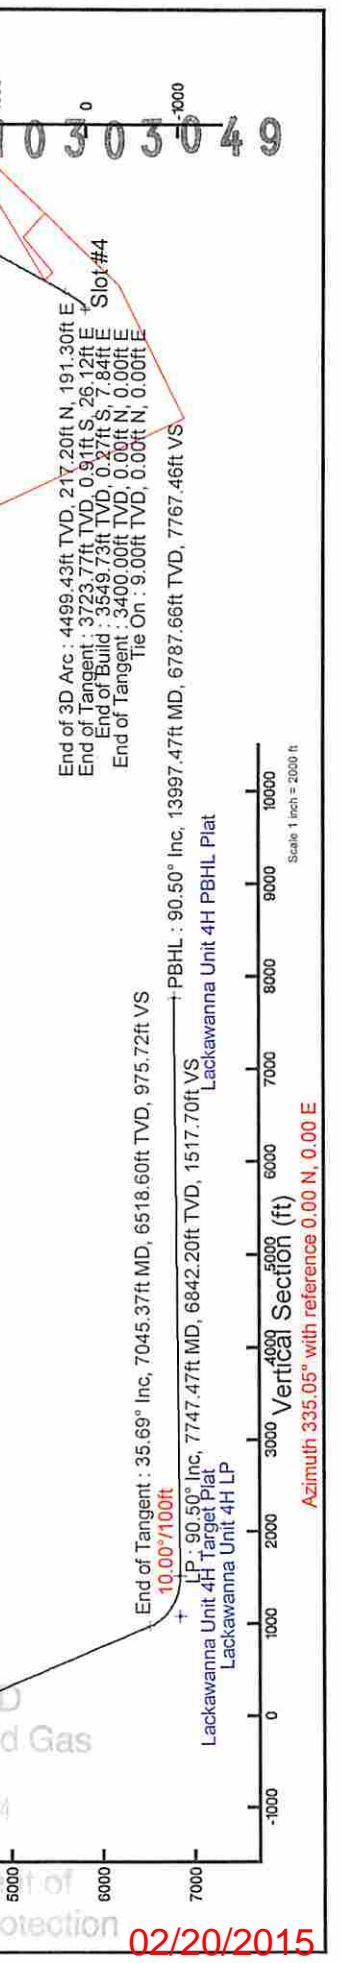 -1000
0
10303049
Slot #4
End of 3D Arc : 4499.43ft TVD, 217.20ft N, 191.30ft E
End of Tangent : 3723.77ft TVD, 0.91ft S, 26.12ft E
End of Build : 3549.73ft TVD, 0.27ft S, 7.84ft E
End of Tangent : 3400.00ft TVD, 0.00ft N, 0.00ft E
Tie On : 9.00ft TVD, 0.00ft N, 0.00ft E
End of Tangent : 35.69° Inc, 7045.37ft MD, 6518.60ft TVD, 975.72ft VS
10.00°/100ft
PBHL : 90.50° Inc, 13997.47ft MD, 6787.66ft TVD, 7767.46ft VS
LP : 90.50° Inc, 7747.47ft MD, 6842.20ft TVD, 1517.70ft VS
Lackawanna Unit 4H PBHL Plat
Lackawanna Unit 4H Target Plat
Lackawanna Unit 4H LP
5000
6000
7000
-1000 0 1000 2000 3000 4000 5000 6000 7000 8000 9000 10000
Vertical Section (ft)
Scale 1 inch = 2000 ft
Azimuth 335.05° with reference 0.00 N, 0.00 E
d Gas
4
of
otection
02/20/2015